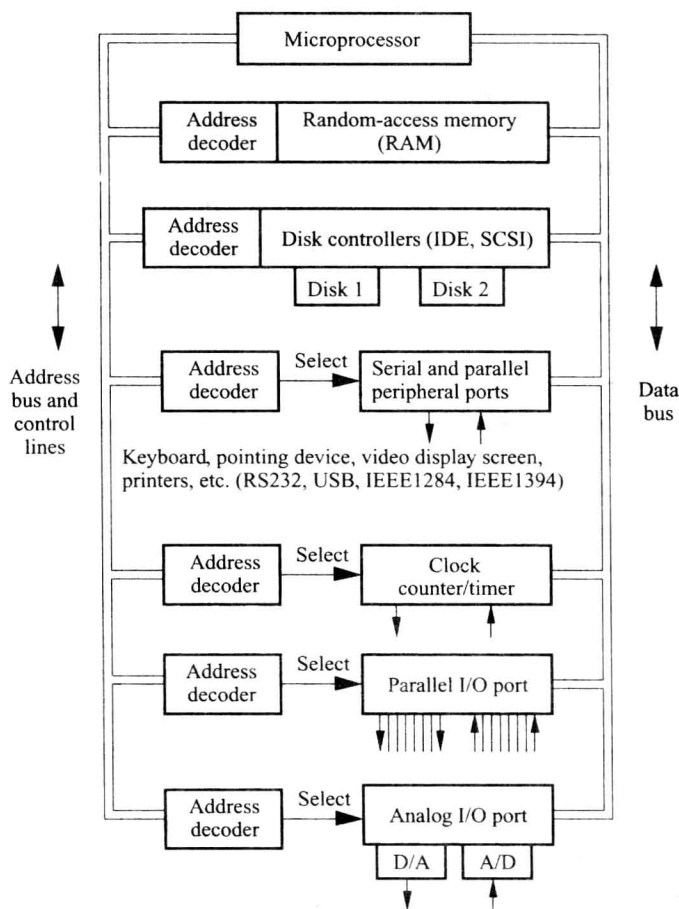 Microprocessor
Address
decoder
Random-access memory
(RAM)
Address
decoder
Disk controllers (IDE, SCSI)
Disk 1
Disk 2
Address
bus and
control
lines
Data
bus
Address
decoder
Select
Serial and parallel
peripheral ports
Keyboard, pointing device, video display screen,
printers, etc. (RS232, USB, IEEE1284, IEEE1394)
Address
decoder
Select
Clock
counter/timer
Address
decoder
Select
Parallel I/O port
Address
decoder
Select
Analog I/O port
D/A
A/D